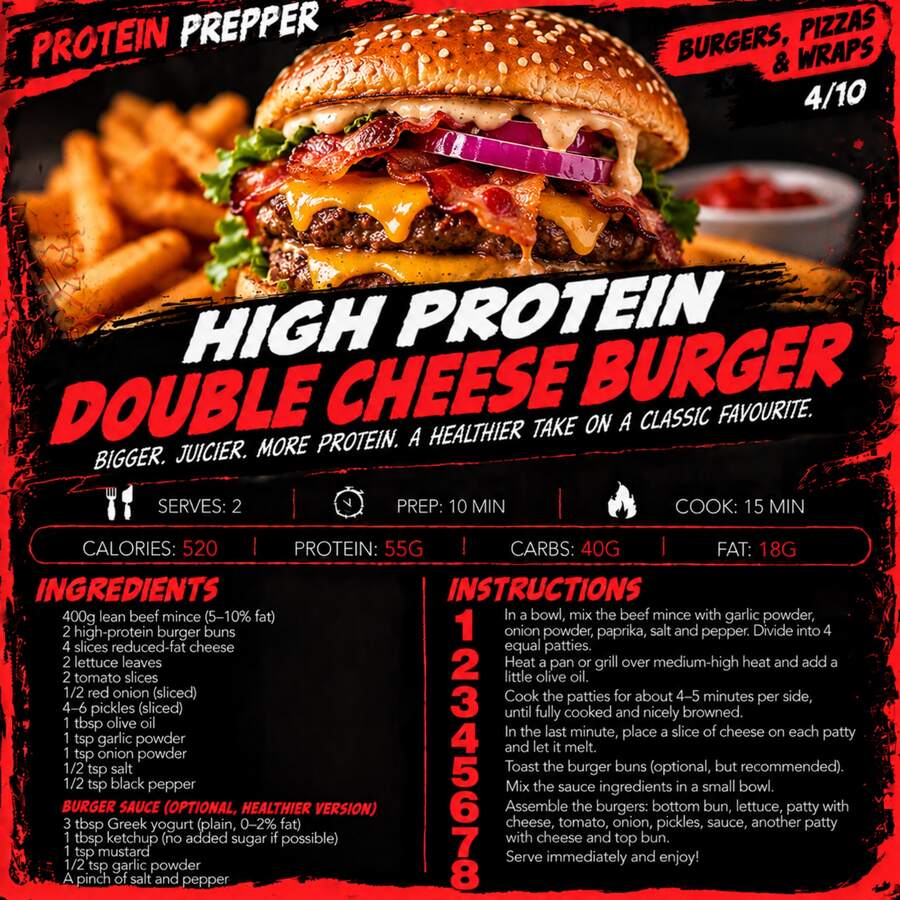 PROTEIN PREPPER
BURGERS, PIZZAS
& WRAPS
4/10
HIGH PROTEIN
DOUBLE CHEESE BURGER
BIGGER. JUICIER. MORE PROTEIN. A HEALTHIER TAKE ON A CLASSIC FAVOURITE.
SERVES: 2
PREP: 10 MIN
COOK: 15 MIN
CALORIES: 520
PROTEIN: 55G
CARBS: 40G
FAT: 18G
INGREDIENTS
400g lean beef mince (5–10% fat)
2 high-protein burger buns
4 slices reduced-fat cheese
2 lettuce leaves
2 tomato slices
1/2 red onion (sliced)
4–6 pickles (sliced)
1 tbsp olive oil
1 tsp garlic powder
1 tsp onion powder
1/2 tsp salt
1/2 tsp black pepper
BURGER SAUCE (OPTIONAL, HEALTHIER VERSION)
3 tbsp Greek yogurt (plain, 0–2% fat)
1 tbsp ketchup (no added sugar if possible)
1 tsp mustard
1/2 tsp garlic powder
A pinch of salt and pepper
INSTRUCTIONS
1 In a bowl, mix the beef mince with garlic powder,
onion powder, paprika, salt and pepper. Divide into 4
equal patties.
2 Heat a pan or grill over medium-high heat and add a
little olive oil.
3 Cook the patties for about 4–5 minutes per side,
until fully cooked and nicely browned.
4 In the last minute, place a slice of cheese on each patty
and let it melt.
5 Toast the burger buns (optional, but recommended).
6 Mix the sauce ingredients in a small bowl.
7 Assemble the burgers: bottom bun, lettuce, patty with
cheese, tomato, onion, pickles, sauce, another patty
with cheese and top bun.
8 Serve immediately and enjoy!